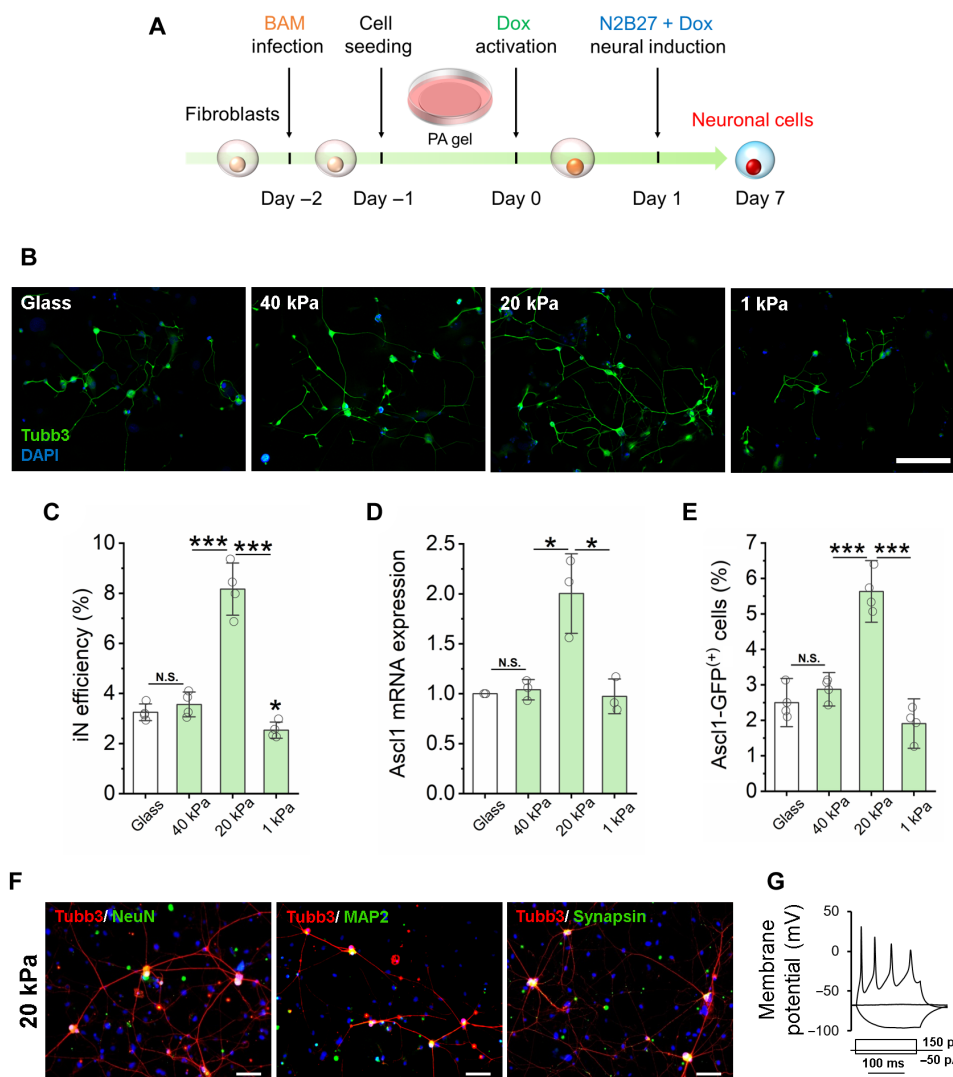 A
BAM
infection
Cell
seeding
Dox
activation
N2B27 + Dox
neural induction
Fibroblasts
PA gel
Neuronal cells
Day –2
Day –1
Day 0
Day 1
Day 7
B
Glass
40 kPa
20 kPa
1 kPa
Tubb3
DAPI
C
iN efficiency (%)
10
8
6
4
2
0
N.S.
***
***
*
Glass
40 kPa
20 kPa
1 kPa
D
Ascl1 mRNA expression
2.5
2.0
1.5
1.0
0.5
0.0
N.S.
*
*
Glass
40 kPa
20 kPa
1 kPa
E
Ascl1-GFP(+) cells (%)
7
6
5
4
3
2
1
0
N.S.
***
***
Glass
40 kPa
20 kPa
1 kPa
F
20 kPa
Tubb3/ NeuN
Tubb3/ MAP2
Tubb3/ Synapsin
G
Membrane
potential (mV)
50
0
–50
–100
150 p
–50 p
100 ms